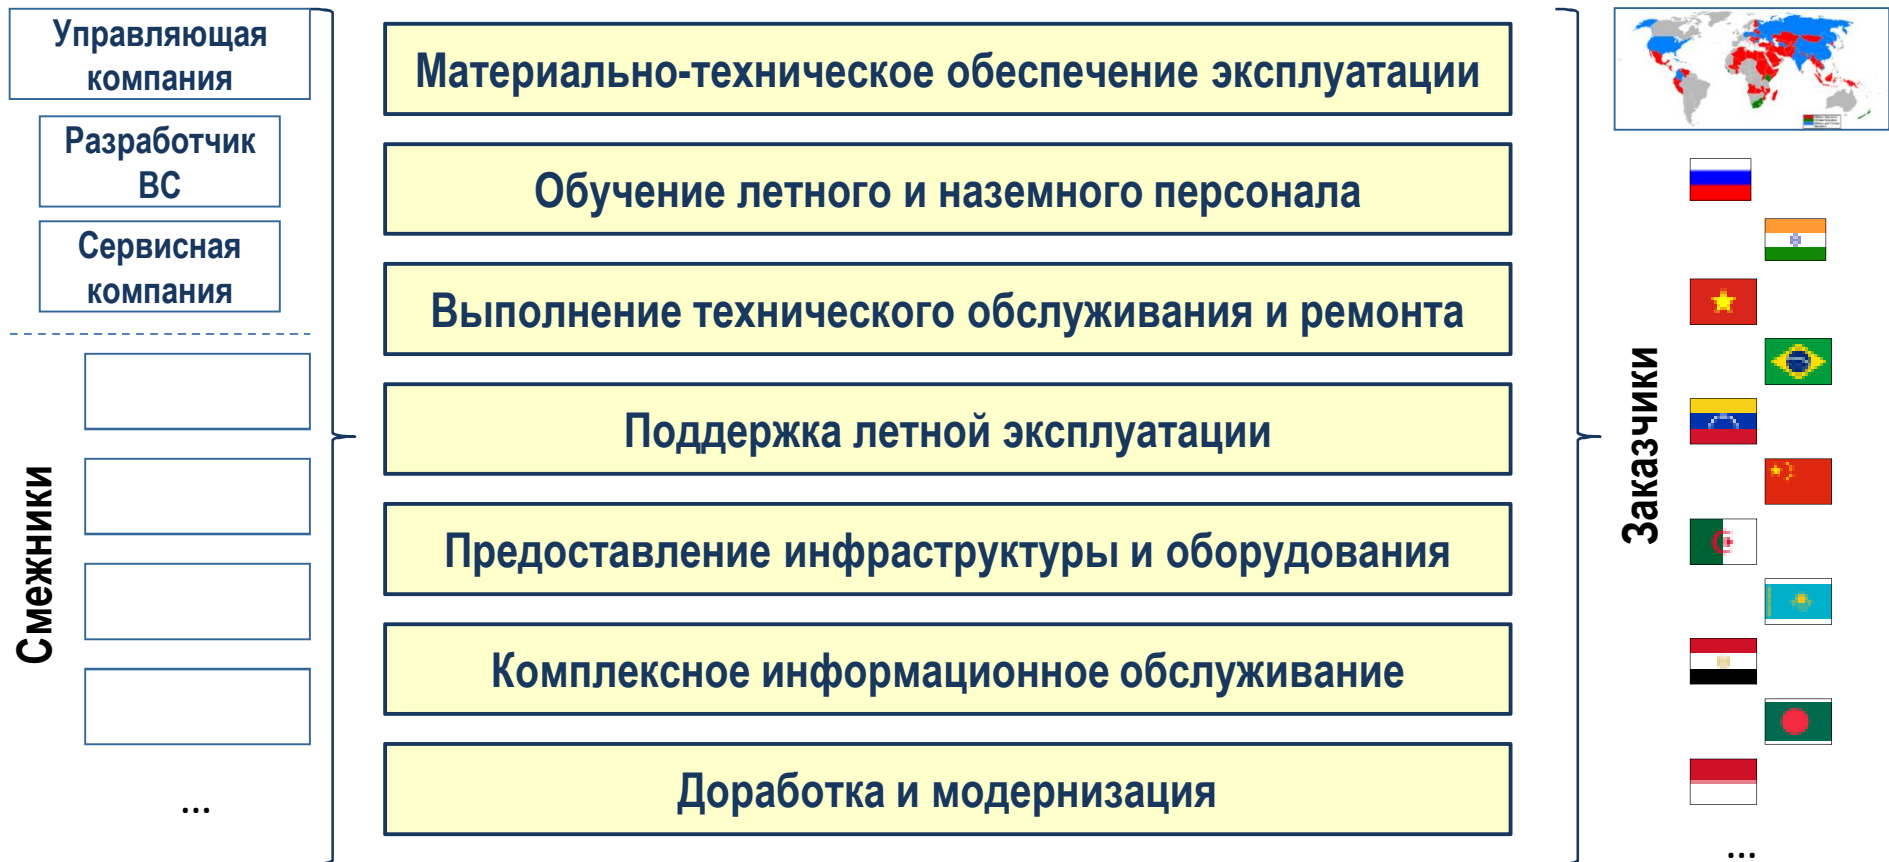 Управляющая
компания
Разработчик
ВС
Сервисная
компания
Смежники
...
Материально-техническое обеспечение эксплуатации
Обучение летного и наземного персонала
Выполнение технического обслуживания и ремонта
Поддержка летной эксплуатации
Предоставление инфраструктуры и оборудования
Комплексное информационное обслуживание
Доработка и модернизация
Заказчики
...